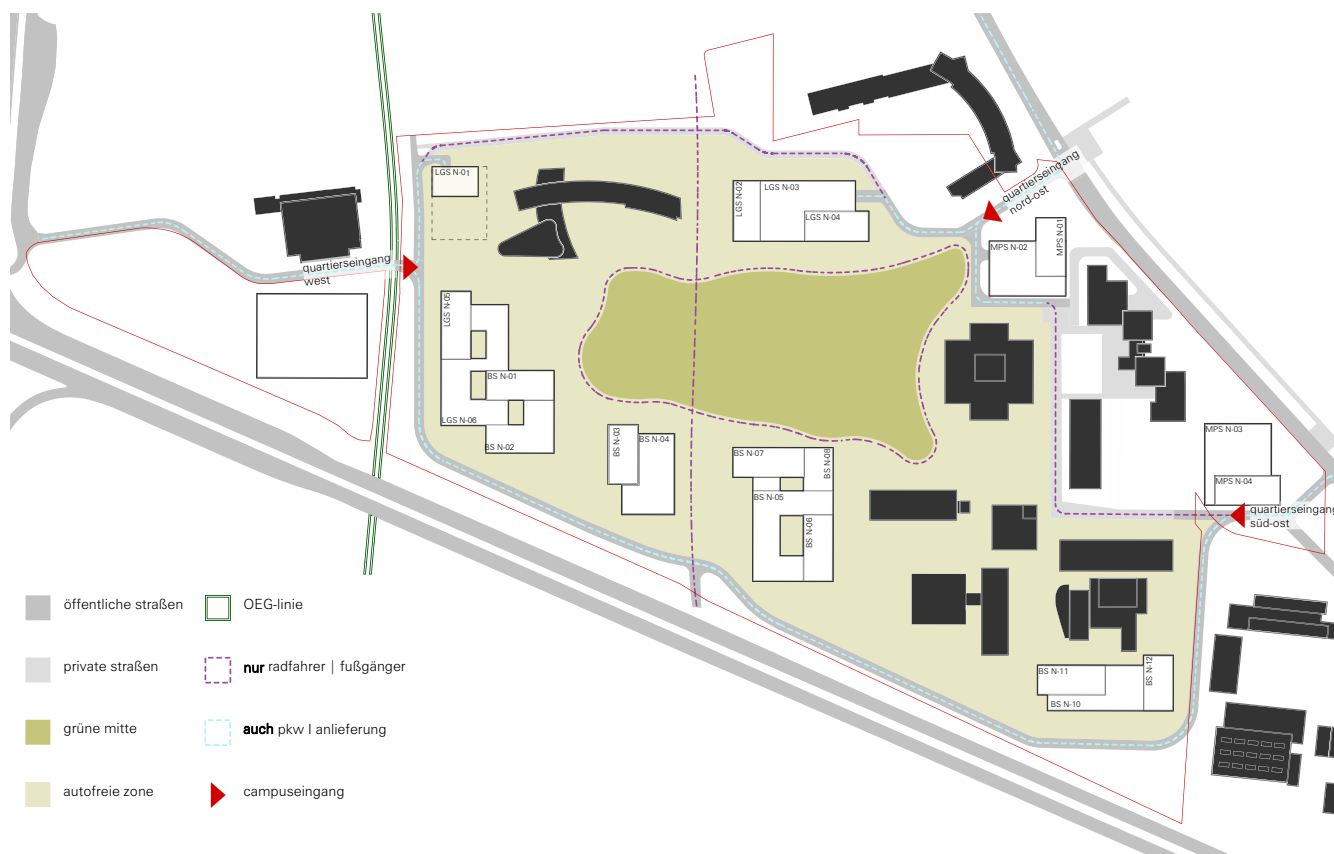 quartierseingang
nord-ost
LGS N-01
LGS N-02
LGS N-03
LGS N-04
MPS N-01
MPS N-02
quartierseingang
west
LGS N-05
BS N-01
LGS N-06
BS N-02
BS N-03
BS N-04
BS N-07
BS N-08
BS N-05
BS N-06
MPS N-03
MPS N-04
quartierseingang
süd-ost
BS N-11
BS N-12
BS N-10
öffentliche straßen
OEG-linie
private straßen
nur radfahrer | fußgänger
grüne mitte
auch pkw I anlieferung
autofreie zone
campuseingang